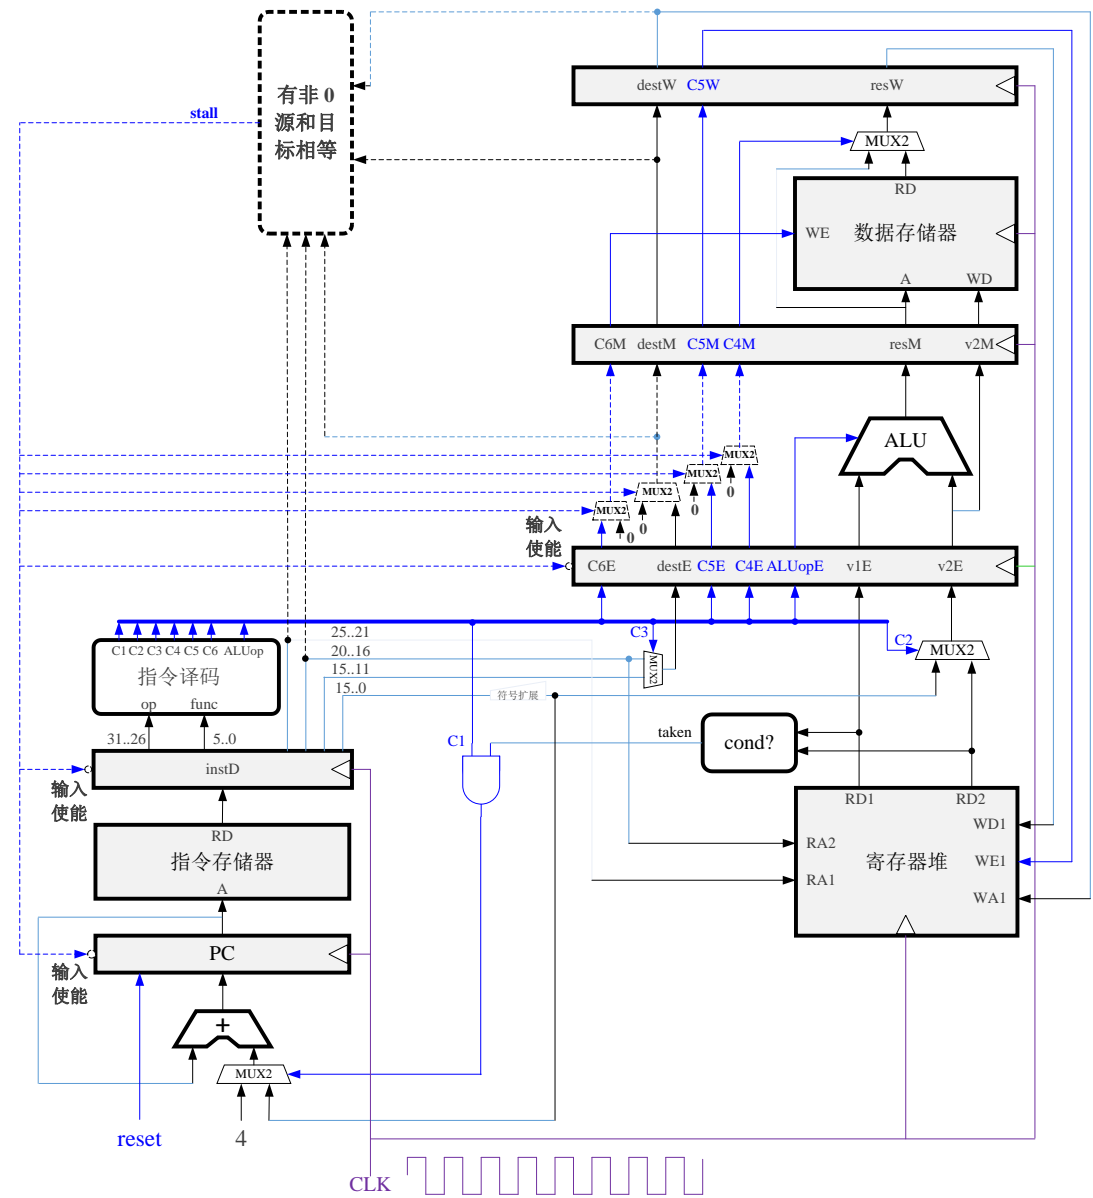 destW C5W resW
有非 0
源和目
标相等
stall
MUX2
RD
WE 数据存储器
A WD
C6M destM C5M C4M resM v2M
ALU
MUX2
MUX2
0
MUX2
0
MUX2
0
0
输入
使能
C6E destE C5E C4E ALUopE v1E v2E
C3
C2
25..21
C1 C2 C3 C4 C5 C6 ALUop
20..16
MUX2
MUX2
指令译码
15..11
15..0
符号扩展
op func
31..26 5..0
C1
taken
cond?
instD
输入
使能
RD1 RD2
WD1
RD
指令存储器
A
RA2
寄存器堆
WE1
RA1
WA1
PC
输入
使能
+
MUX2
reset
4
CLK